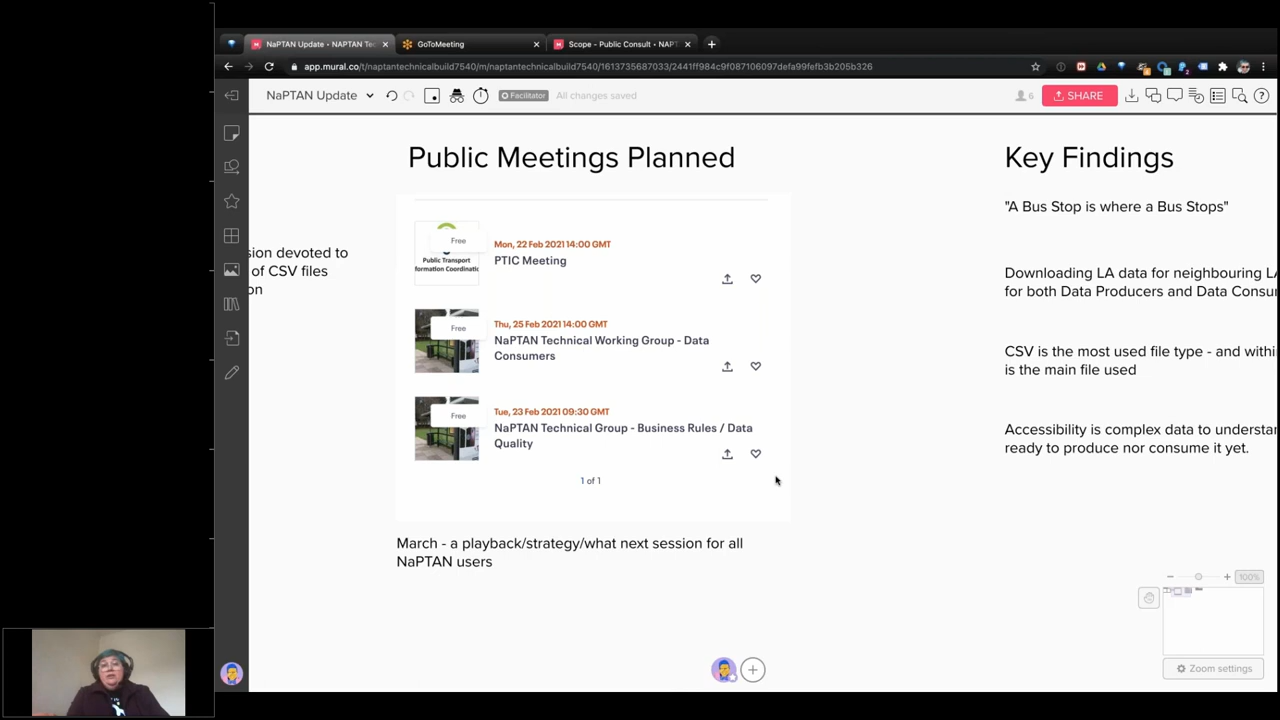 NaPTAN Update • NAPTAN Tec
GoToMeeting
Scope - Public Consult • NAPT
app.mural.co/t/naptantechnicalbuild7540/m/naptantechnicalbuild7540/1613735687033/2441ff984c9f087106097defa99fefb3b205b326
NaPTAN Update
Facilitator
All changes saved
6
SHARE
Public Meetings Planned
Key Findings
"A Bus Stop is where a Bus Stops"
sion devoted to
of CSV files
on
Free
Public Transport
formation Coordinatio
Mon, 22 Feb 2021 14:00 GMT
PTIC Meeting
Downloading LA data for neighbouring LA
for both Data Producers and Data Consu
Free
Thu, 25 Feb 2021 14:00 GMT
NaPTAN Technical Working Group - Data
Consumers
CSV is the most used file type - and withi
is the main file used
Free
Tue, 23 Feb 2021 09:30 GMT
NaPTAN Technical Group - Business Rules / Data
Quality
Accessibility is complex data to understa
ready to produce nor consume it yet.
1 of 1
March - a playback/strategy/what next session for all
NaPTAN users
100%
Zoom settings